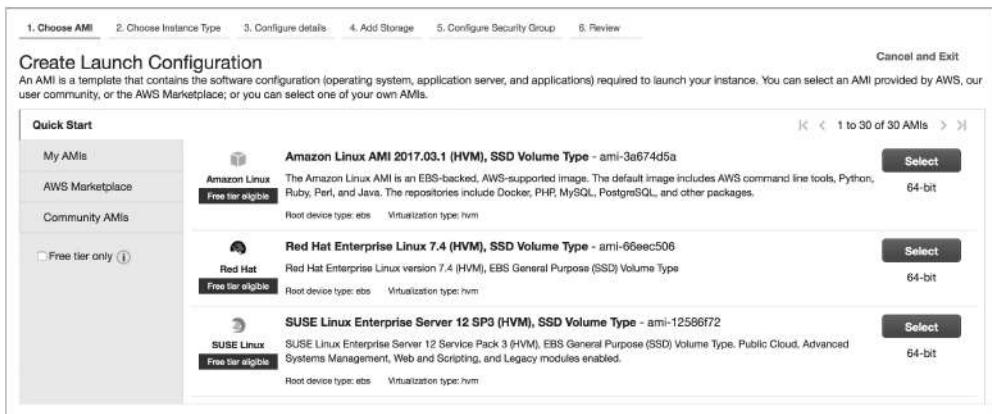 1. Choose AMI 2. Choose Instance Type 3. Configure details 4. Add Storage 5. Configure Security Group 6. Review
Create Launch Configuration
Cancel and Exit
An AMI is a template that contains the software configuration (operating system, application server, and applications) required to launch your instance. You can select an AMI provided by AWS, our
user community, or the AWS Marketplace; or you can select one of your own AMIs.
Quick Start
1 to 30 of 30 AMIs
My AMIs
AWS Marketplace
Community AMIs
Free tier only
Amazon Linux
Free tier eligible
Amazon Linux AMI 2017.03.1 (HVM), SSD Volume Type - ami-3a674d5a
The Amazon Linux AMI is an EBS-backed, AWS-supported image. The default image includes AWS command line tools, Python,
Ruby, Perl, and Java. The repositories include Docker, PHP, MySQL, PostgreSQL, and other packages.
Root device type: ebs Virtualization type: hvm
Select
64-bit
Red Hat
Free tier eligible
Red Hat Enterprise Linux 7.4 (HVM), SSD Volume Type - ami-66eec506
Red Hat Enterprise Linux version 7.4 (HVM), EBS General Purpose (SSD) Volume Type
Root device type: ebs Virtualization type: hvm
Select
64-bit
SUSE Linux
Free tier eligible
SUSE Linux Enterprise Server 12 SP3 (HVM), SSD Volume Type - ami-12586f72
SUSE Linux Enterprise Server 12 Service Pack 3 (HVM), EBS General Purpose (SSD) Volume Type. Public Cloud, Advanced
Systems Management, Web and Scripting, and Legacy modules enabled.
Root device type: ebs Virtualization type: hvm
Select
64-bit